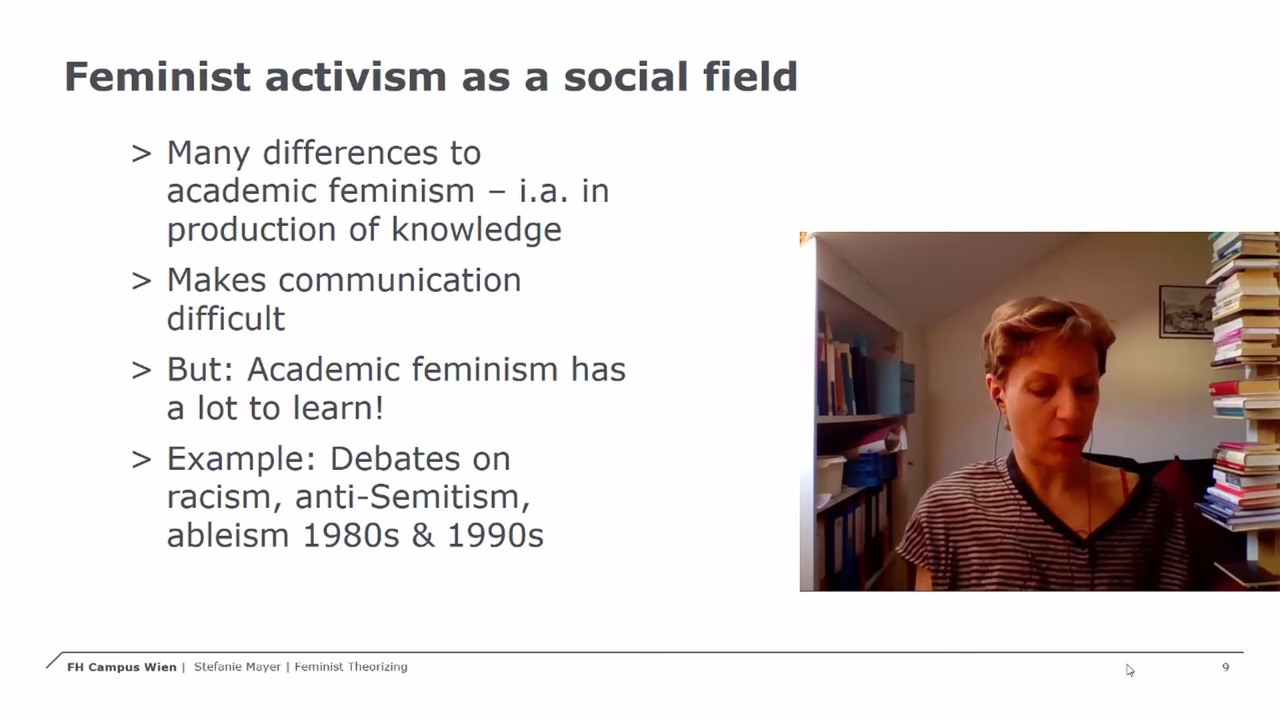 Feminist activism as a social field
> Many differences to
academic feminism – i.a. in
production of knowledge
> Makes communication
difficult
> But: Academic feminism has
a lot to learn!
> Example: Debates on
racism, anti-Semitism,
ableism 1980s & 1990s
FH Campus Wien | Stefanie Mayer | Feminist Theorizing
9